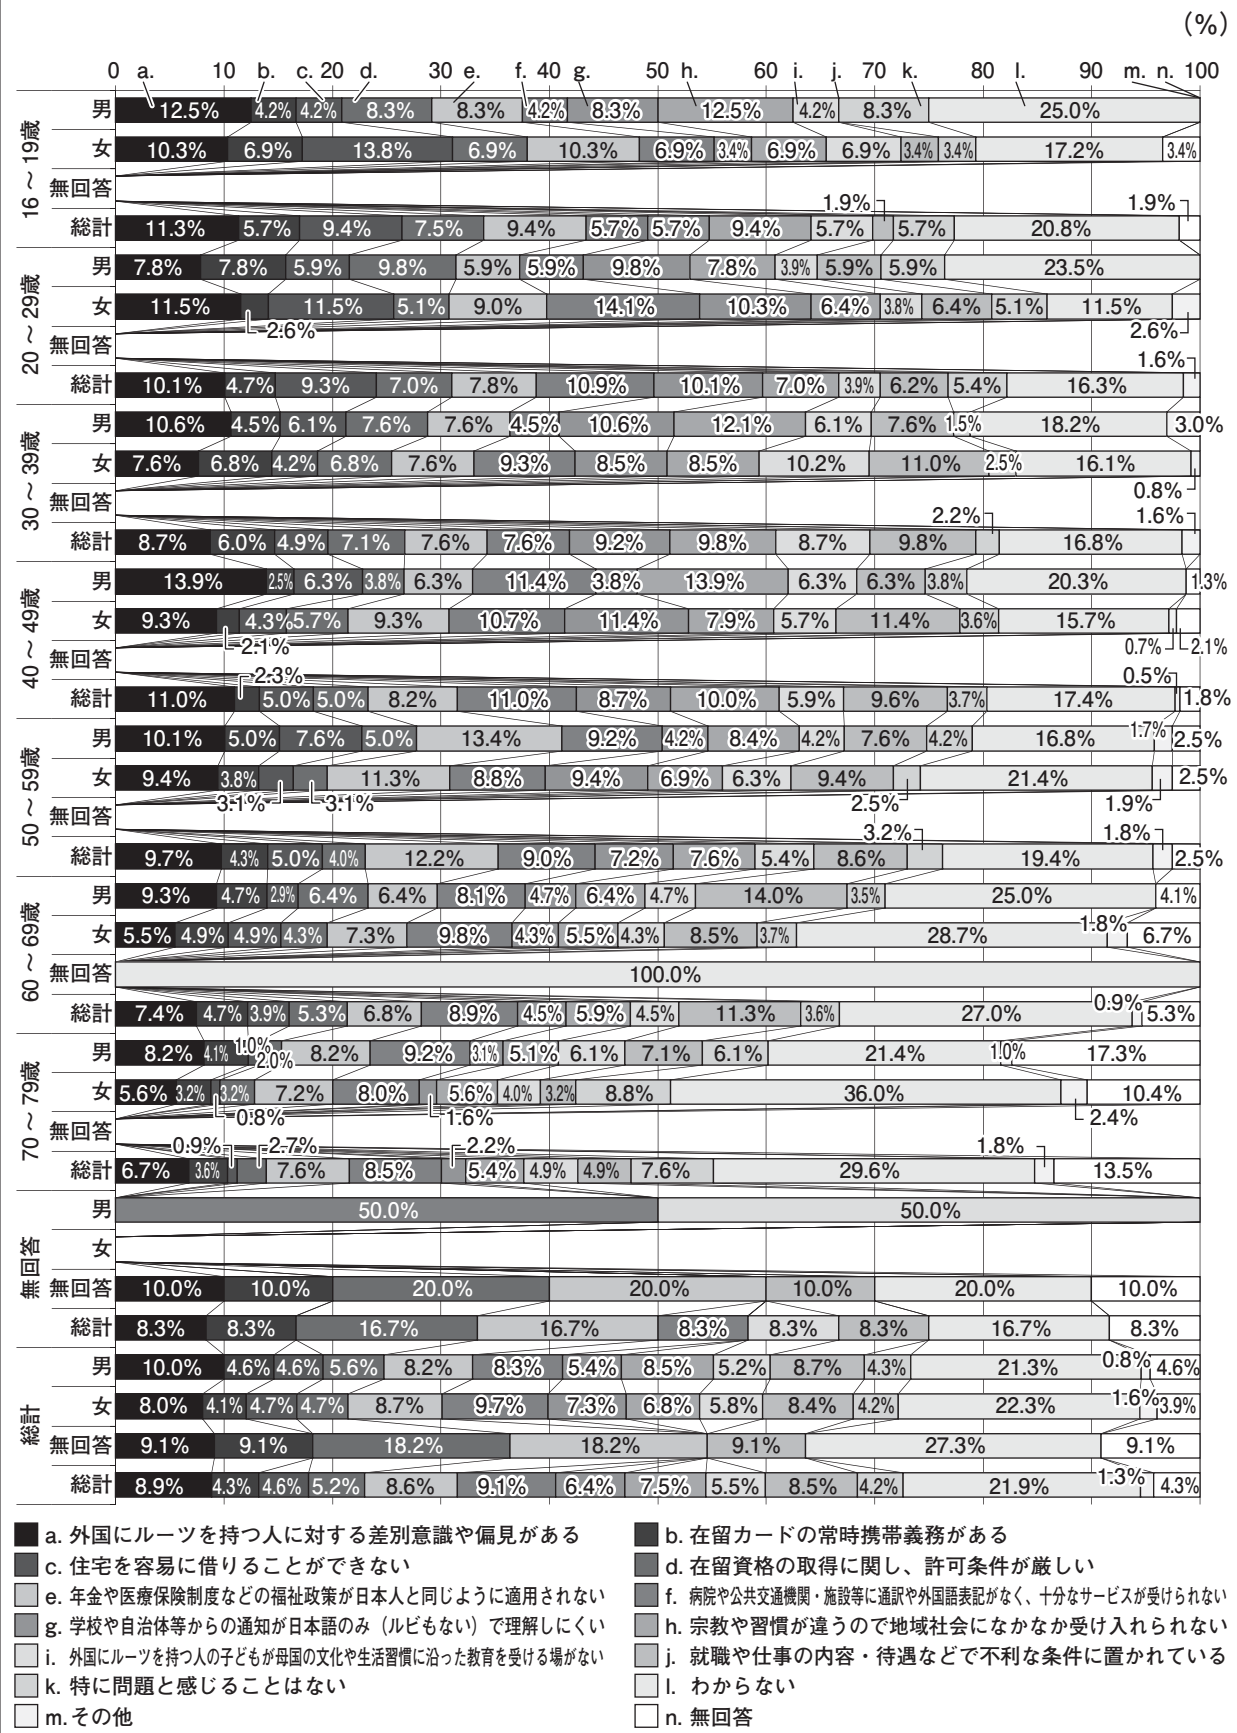 (%)
0 a. 10 b. c. 20 d. 30 e. f. 40 g. 50 h. 60 i. j. 70 k. 80 l. 90 m. n. 100
16～19歳
男 12.5% 4.2% 4.2% 8.3% 8.3% 4.2% 8.3% 12.5% 4.2% 8.3% 25.0%
女 10.3% 6.9% 13.8% 6.9% 10.3% 6.9% 3.4% 6.9% 6.9% 3.4% 3.4% 17.2% 3.4%
無回答
1.9% 1.9%
総計 11.3% 5.7% 9.4% 7.5% 9.4% 5.7% 5.7% 9.4% 5.7% 5.7% 20.8%
20～29歳
男 7.8% 7.8% 5.9% 9.8% 5.9% 5.9% 9.8% 7.8% 3.9% 5.9% 5.9% 23.5%
女 11.5% 11.5% 5.1% 9.0% 14.1% 10.3% 6.4% 3.8% 6.4% 5.1% 11.5%
2.6% 2.6%
無回答
1.6%
総計 10.1% 4.7% 9.3% 7.0% 7.8% 10.9% 10.1% 7.0% 3.9% 6.2% 5.4% 16.3%
30～39歳
男 10.6% 4.5% 6.1% 7.6% 7.6% 4.5% 10.6% 12.1% 6.1% 7.6% 1.5% 18.2% 3.0%
女 7.6% 6.8% 4.2% 6.8% 7.6% 9.3% 8.5% 8.5% 10.2% 11.0% 2.5% 16.1%
0.8%
無回答
2.2% 1.6%
総計 8.7% 6.0% 4.9% 7.1% 7.6% 7.6% 9.2% 9.8% 8.7% 9.8% 16.8%
40～49歳
男 13.9% 2.5% 6.3% 3.8% 6.3% 11.4% 3.8% 13.9% 6.3% 6.3% 3.8% 20.3% 1.3%
女 9.3% 4.3% 5.7% 9.3% 10.7% 11.4% 7.9% 5.7% 11.4% 3.6% 15.7%
2.1% 0.7% 2.1%
無回答
2.3% 0.5%
総計 11.0% 5.0% 5.0% 8.2% 11.0% 8.7% 10.0% 5.9% 9.6% 3.7% 17.4% 1.8%
50～59歳
男 10.1% 5.0% 7.6% 5.0% 13.4% 9.2% 4.2% 8.4% 4.2% 7.6% 4.2% 16.8% 1.7% 2.5%
女 9.4% 3.8% 11.3% 8.8% 9.4% 6.9% 6.3% 9.4% 21.4% 2.5%
3.1% 3.1% 2.5% 1.9%
無回答
3.2% 1.8%
総計 9.7% 4.3% 5.0% 4.0% 12.2% 9.0% 7.2% 7.6% 5.4% 8.6% 19.4% 2.5%
60～69歳
男 9.3% 4.7% 2.9% 6.4% 6.4% 8.1% 4.7% 6.4% 4.7% 14.0% 3.5% 25.0% 4.1%
女 5.5% 4.9% 4.9% 4.3% 7.3% 9.8% 4.3% 5.5% 4.3% 8.5% 3.7% 28.7% 1.8% 6.7%
無回答 100.0%
総計 7.4% 4.7% 3.9% 5.3% 6.8% 8.9% 4.5% 5.9% 4.5% 11.3% 3.6% 27.0% 0.9% 5.3%
70～79歳
男 8.2% 4.1% 1.0% 2.0% 8.2% 9.2% 3.1% 5.1% 6.1% 7.1% 6.1% 21.4% 1.0% 17.3%
女 5.6% 3.2% 3.2% 7.2% 8.0% 5.6% 4.0% 3.2% 8.8% 36.0% 10.4%
0.8% 1.6% 2.4%
無回答
0.9% 2.7% 2.2% 1.8%
総計 6.7% 3.6% 7.6% 8.5% 5.4% 4.9% 4.9% 7.6% 29.6% 13.5%
無回答
男 50.0% 50.0%
女
無回答 10.0% 10.0% 20.0% 20.0% 10.0% 20.0% 10.0%
総計 8.3% 8.3% 16.7% 16.7% 8.3% 8.3% 8.3% 16.7% 8.3%
総計
男 10.0% 4.6% 4.6% 5.6% 8.2% 8.3% 5.4% 8.5% 5.2% 8.7% 4.3% 21.3% 0.8% 4.6%
女 8.0% 4.1% 4.7% 4.7% 8.7% 9.7% 7.3% 6.8% 5.8% 8.4% 4.2% 22.3% 1.6% 3.9%
無回答 9.1% 9.1% 18.2% 18.2% 9.1% 27.3% 9.1%
総計 8.9% 4.3% 4.6% 5.2% 8.6% 9.1% 6.4% 7.5% 5.5% 8.5% 4.2% 21.9% 1.3% 4.3%
a. 外国にルーツを持つ人に対する差別意識や偏見がある
b. 在留カードの常時携帯義務がある
c. 住宅を容易に借りることができない
d. 在留資格の取得に関し、許可条件が厳しい
e. 年金や医療保険制度などの福祉政策が日本人と同じように適用されない
f. 病院や公共交通機関・施設等に通訳や外国語表記がなく、十分なサービスが受けられない
g. 学校や自治体等からの通知が日本語のみ（ルビもない）で理解しにくい
h. 宗教や習慣が違うので地域社会になかなか受け入れられない
i. 外国にルーツを持つ人の子どもが母国の文化や生活習慣に沿った教育を受ける場がない
j. 就職や仕事の内容・待遇などで不利な条件に置かれている
k. 特に問題と感じることはない
l. わからない
m.その他
n. 無回答